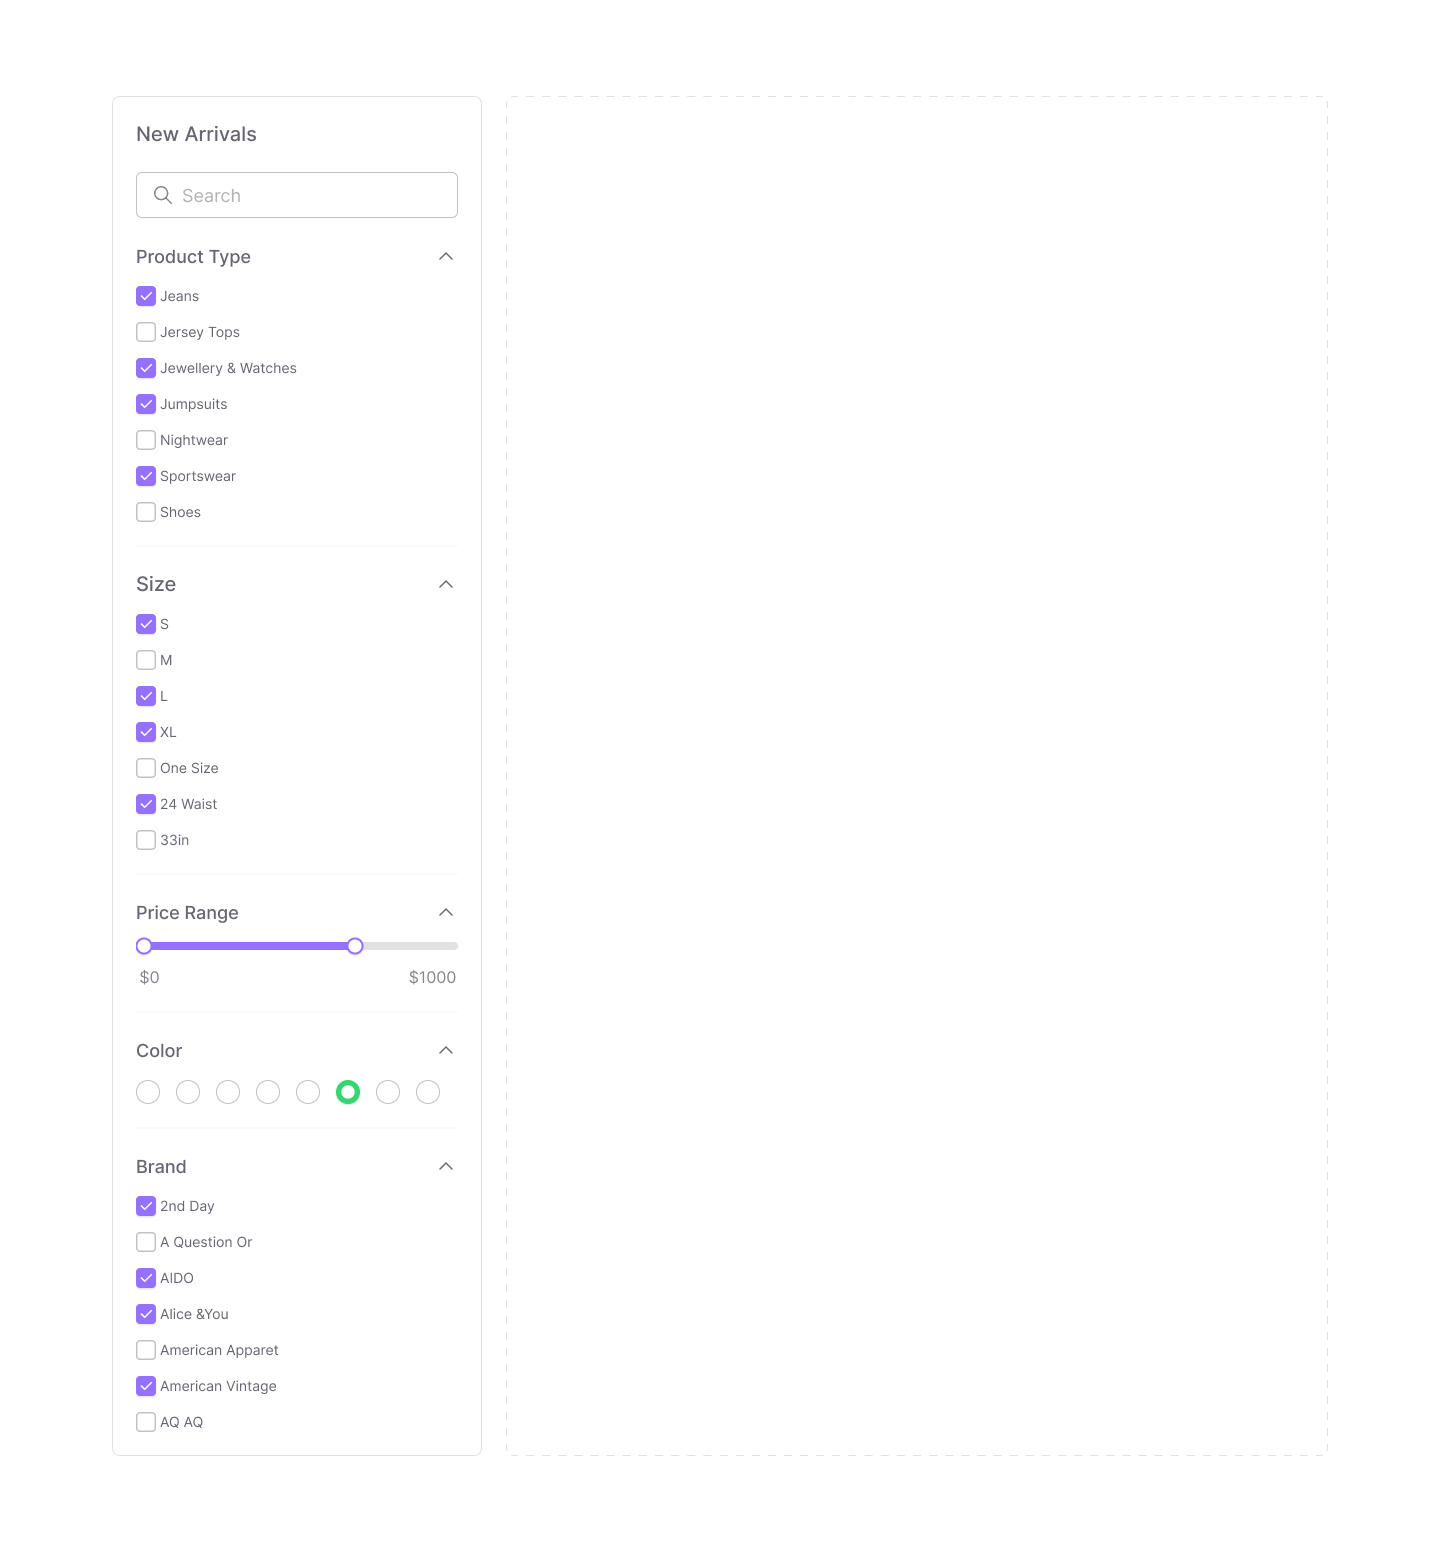 New Arrivals
Search
Product Type
Jeans
Jersey Tops
Jewellery & Watches
Jumpsuits
Nightwear
Sportswear
Shoes
Size
S
M
L
XL
One Size
24 Waist
33in
Price Range
$0 $1000
Color
Brand
2nd Day
A Question Or
AIDO
Alice &You
American Apparet
American Vintage
AQ AQ